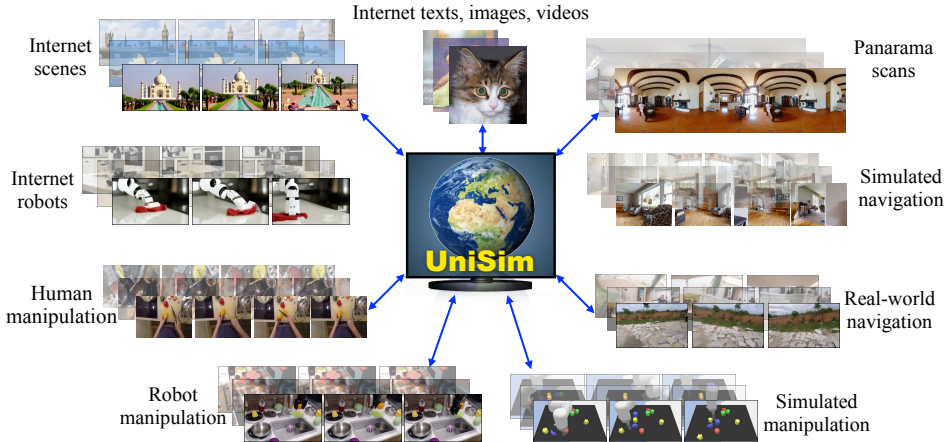 Internet texts, images, videos
Internet
scenes
Panarama
scans
Internet
robots
Simulated
navigation
UniSim
Human
manipulation
Real-world
navigation
Robot
manipulation
Simulated
manipulation